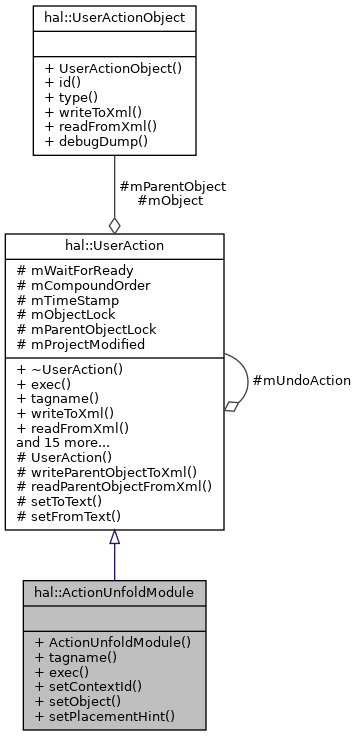 hal::UserActionObject
+ UserActionObject()
+ id()
+ type()
+ writeToXml()
+ readFromXml()
+ debugDump()
#mParentObject
#mObject
hal::UserAction
# mWaitForReady
# mCompoundOrder
# mTimeStamp
# mObjectLock
# mParentObjectLock
# mProjectModified
+ ~UserAction()
+ exec()
+ tagname()
+ writeToXml()
+ readFromXml()
and 15 more...
# UserAction()
# writeParentObjectToXml()
# readParentObjectFromXml()
# setToText()
# setFromText()
#mUndoAction
hal::ActionUnfoldModule
+ ActionUnfoldModule()
+ tagname()
+ exec()
+ setContextId()
+ setObject()
+ setPlacementHint()